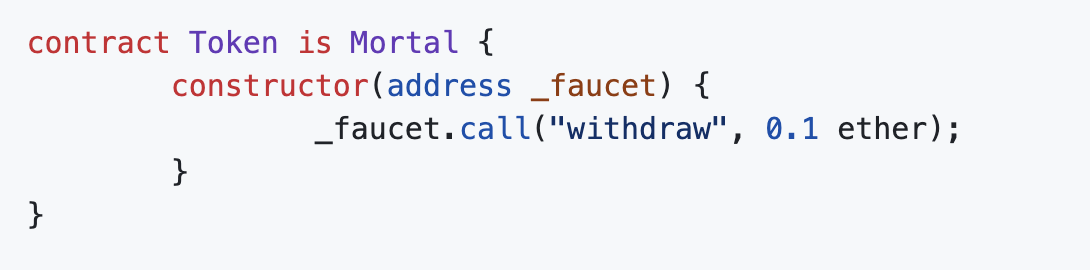 contract Token is Mortal {
        constructor(address _faucet) {
                _faucet.call("withdraw", 0.1 ether);
        }
}